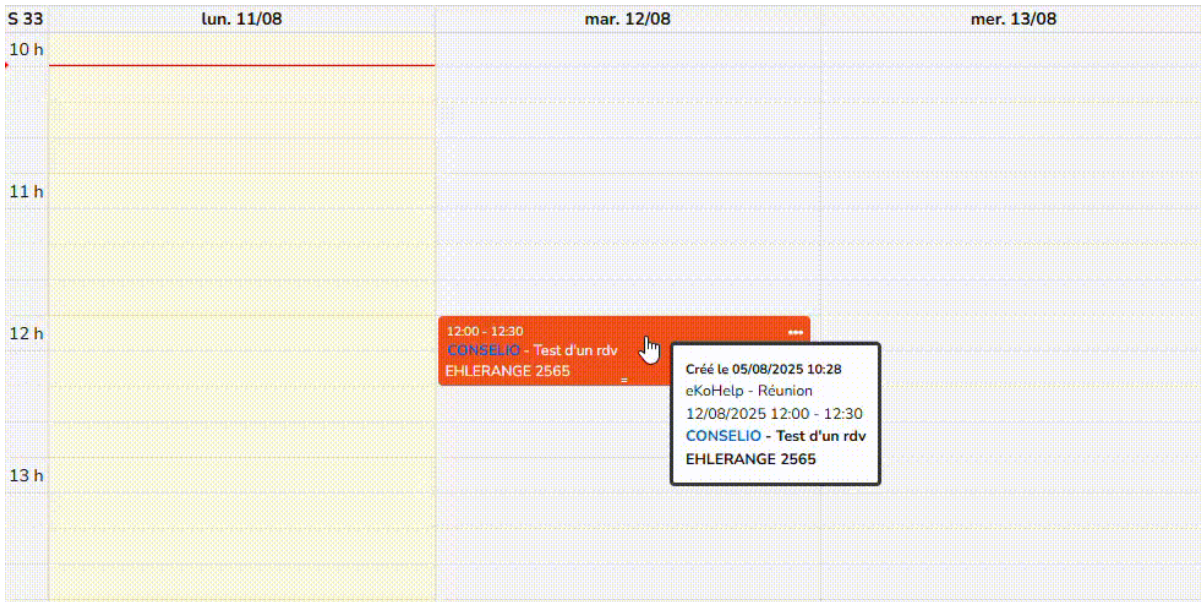 S 33 lun. 11/08 mar. 12/08 mer. 13/08
10 h
11 h
12 h
12:00 - 12:30
CONSELIO - Test d'un rdv
EHLERANGE 2565
Créé le 05/08/2025 10:28
eKoHelp - Réunion
12/08/2025 12:00 - 12:30
CONSELIO - Test d'un rdv
EHLERANGE 2565
13 h